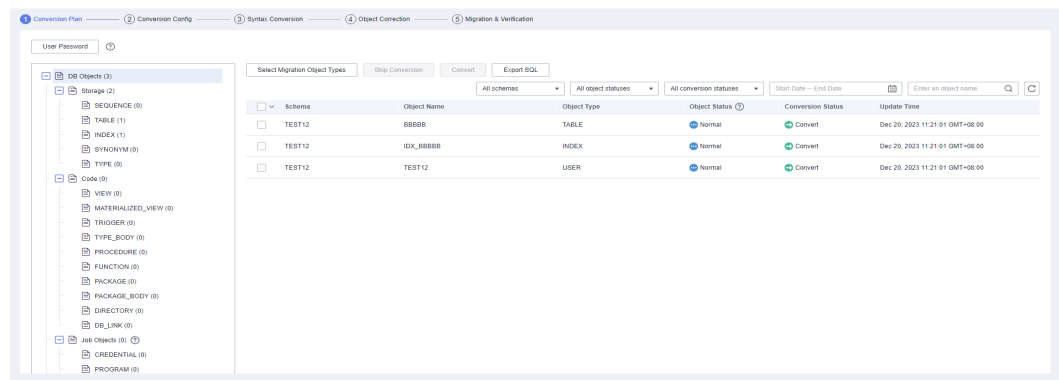 1 Conversion Plan 2 Conversion Config 3 Syntax Conversion 4 Object Correction 5 Migration & Verification
User Password ?
DB Objects (3)
Storage (2)
SEQUENCE (0)
TABLE (1)
INDEX (1)
SYNONYM (0)
TYPE (0)
Code (0)
VIEW (0)
MATERIALIZED_VIEW (0)
TRIGGER (0)
TYPE_BODY (0)
PROCEDURE (0)
FUNCTION (0)
PACKAGE (0)
PACKAGE_BODY (0)
DIRECTORY (0)
DB_LINK (0)
Job Objects (0) ?
CREDENTIAL (0)
PROGRAM (0)
Select Migration Object Types Skip Conversion Convert Export SQL
All schemas All object statuses All conversion statuses Start Date – End Date Enter an object name.
Schema Object Name Object Type Object Status ? Conversion Status Update Time
TEST12 BBBBB TABLE Normal Convert Dec 20, 2023 11:21:01 GMT+08:00
TEST12 IDX_BBBBB INDEX Normal Convert Dec 20, 2023 11:21:01 GMT+08:00
TEST12 TEST12 USER Normal Convert Dec 20, 2023 11:21:01 GMT+08:00